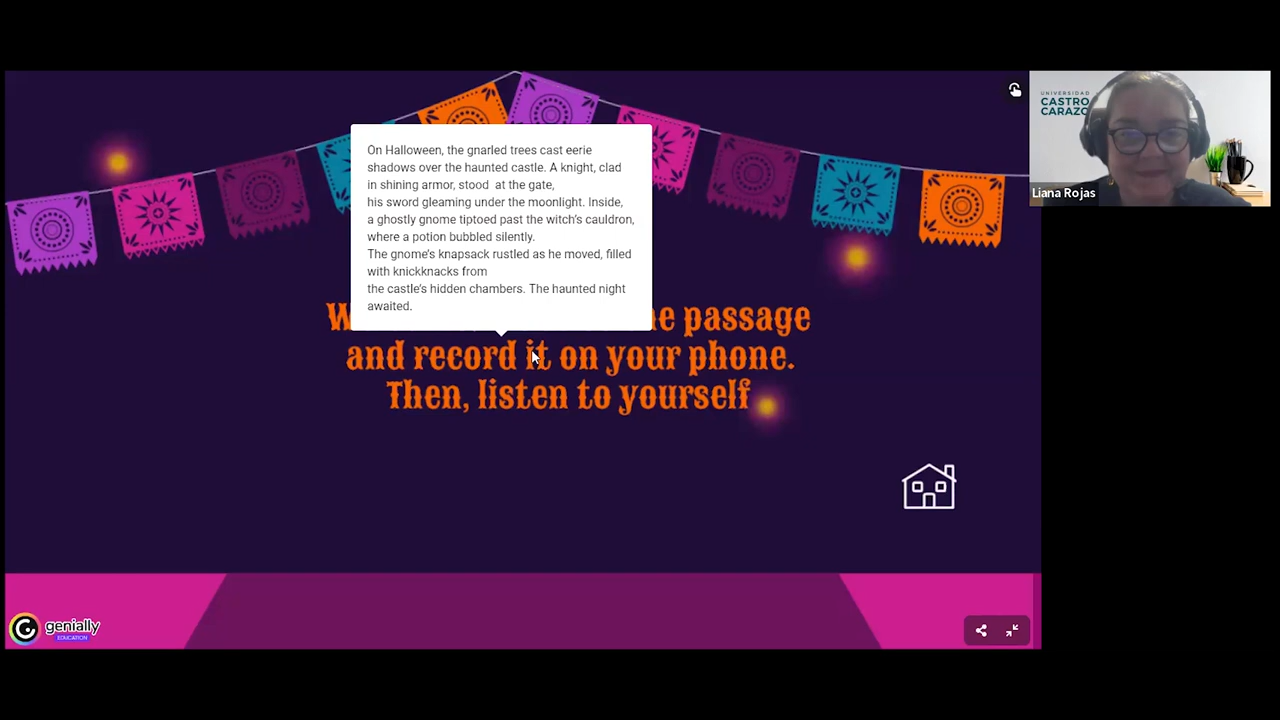 UNIVERSIDAD
CASTRO
CARAZO
Liana Rojas
On Halloween, the gnarled trees cast eerie
shadows over the haunted castle. A knight, clad
in shining armor, stood  at the gate,
his sword gleaming under the moonlight. Inside,
a ghostly gnome tiptoed past the witch's cauldron,
where a potion bubbled silently.
The gnome's knapsack rustled as he moved, filled
with knickknacks from
the castle's hidden chambers. The haunted night
awaited.
passage
and record it on your phone.
Then, listen to yourself
genially
EDUCATION